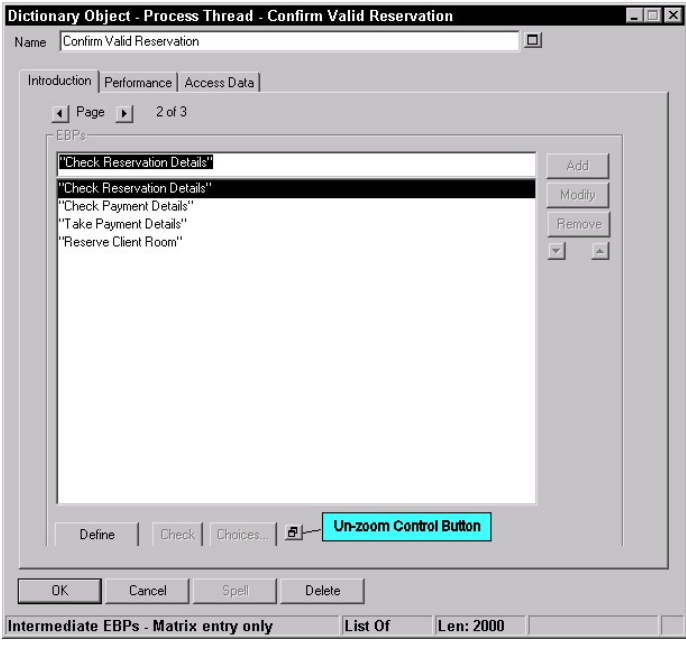 Dictionary Object - Process Thread - Confirm Valid Reservation
Name Confirm Valid Reservation
Introduction Performance Access Data
Page 2 of 3
EBPs
"Check Reservation Details"
Add
"Check Reservation Details"
Modify
"Check Payment Details"
"Take Payment Details"
Remove
"Reserve Client Room"
Define Check Choices... Un-zoom Control Button
OK Cancel Spell Delete
Intermediate EBPs - Matrix entry only List Of Len: 2000